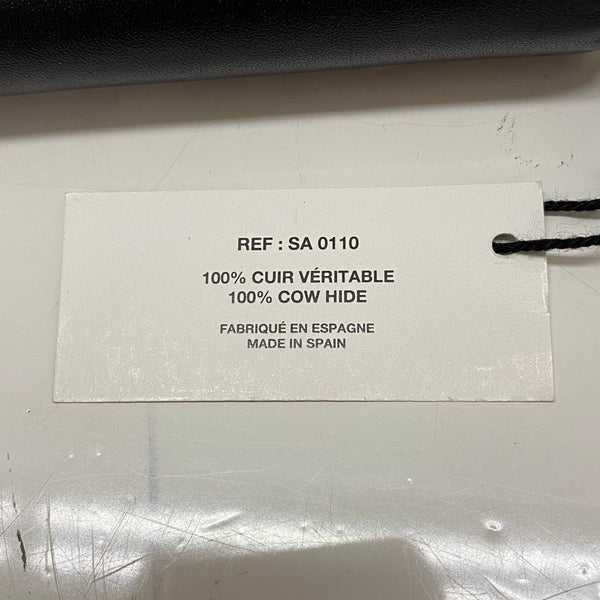 REF : SA 0110
100% CUIR VÉRITABLE
100% COW HIDE
FABRIQUÉ EN ESPAGNE
MADE IN SPAIN